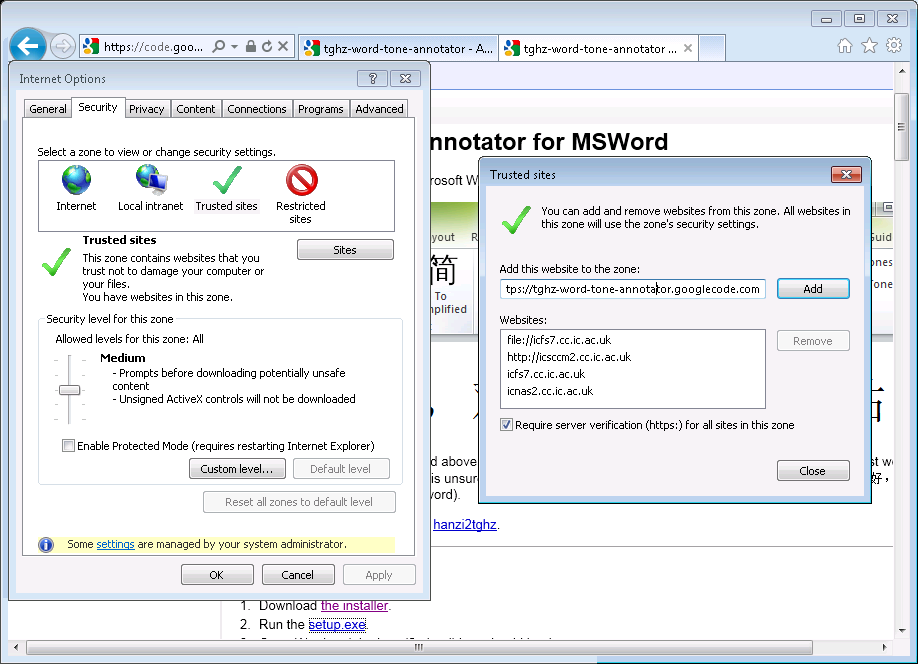 https://code.goo...
tghz-word-tone-annotator - A...
tghz-word-tone-annotator ...
Internet Options
General
Security
Privacy
Content
Connections
Programs
Advanced
Select a zone to view or change security settings.
Internet
Local intranet
Trusted sites
Restricted
sites
Trusted sites
This zone contains websites that you
trust not to damage your computer or
your files.
You have websites in this zone.
Sites
Security level for this zone
Allowed levels for this zone: All
Medium
- Prompts before downloading potentially unsafe
content
- Unsigned ActiveX controls will not be downloaded
Enable Protected Mode (requires restarting Internet Explorer)
Custom level...
Default level
Reset all zones to default level
Some settings are managed by your system administrator.
OK
Cancel
Apply
nnotator for MSWord
rosoft W
yout
简
To
mplified
Trusted sites
You can add and remove websites from this zone. All websites in
this zone will use the zone's security settings.
Add this website to the zone:
tps://tghz-word-tone-annotator.googlecode.com
Add
Websites:
file://icfs7.cc.ic.ac.uk
http://icsccm2.cc.ic.ac.uk
icfs7.cc.ic.ac.uk
icnas2.cc.ic.ac.uk
Remove
Require server verification (https:) for all sites in this zone
Close
d above
is unsure
word).
hanzi2tghz.
1. Download the installer.
2. Run the setup.exe.